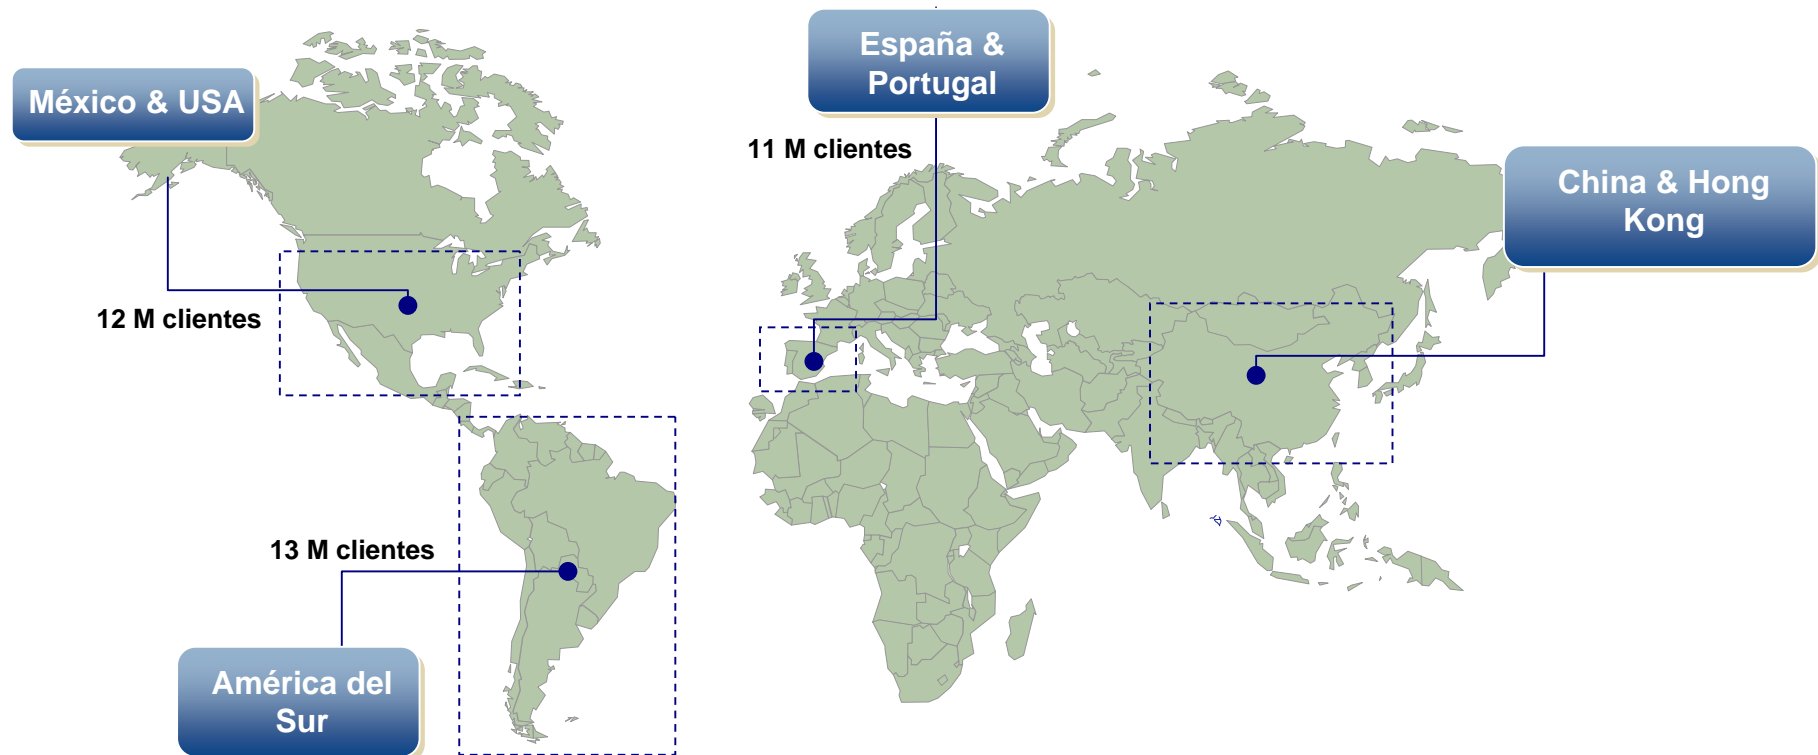 España &
Portugal
México & USA
11 M clientes
China & Hong
Kong
12 M clientes
13 M clientes
América del
Sur